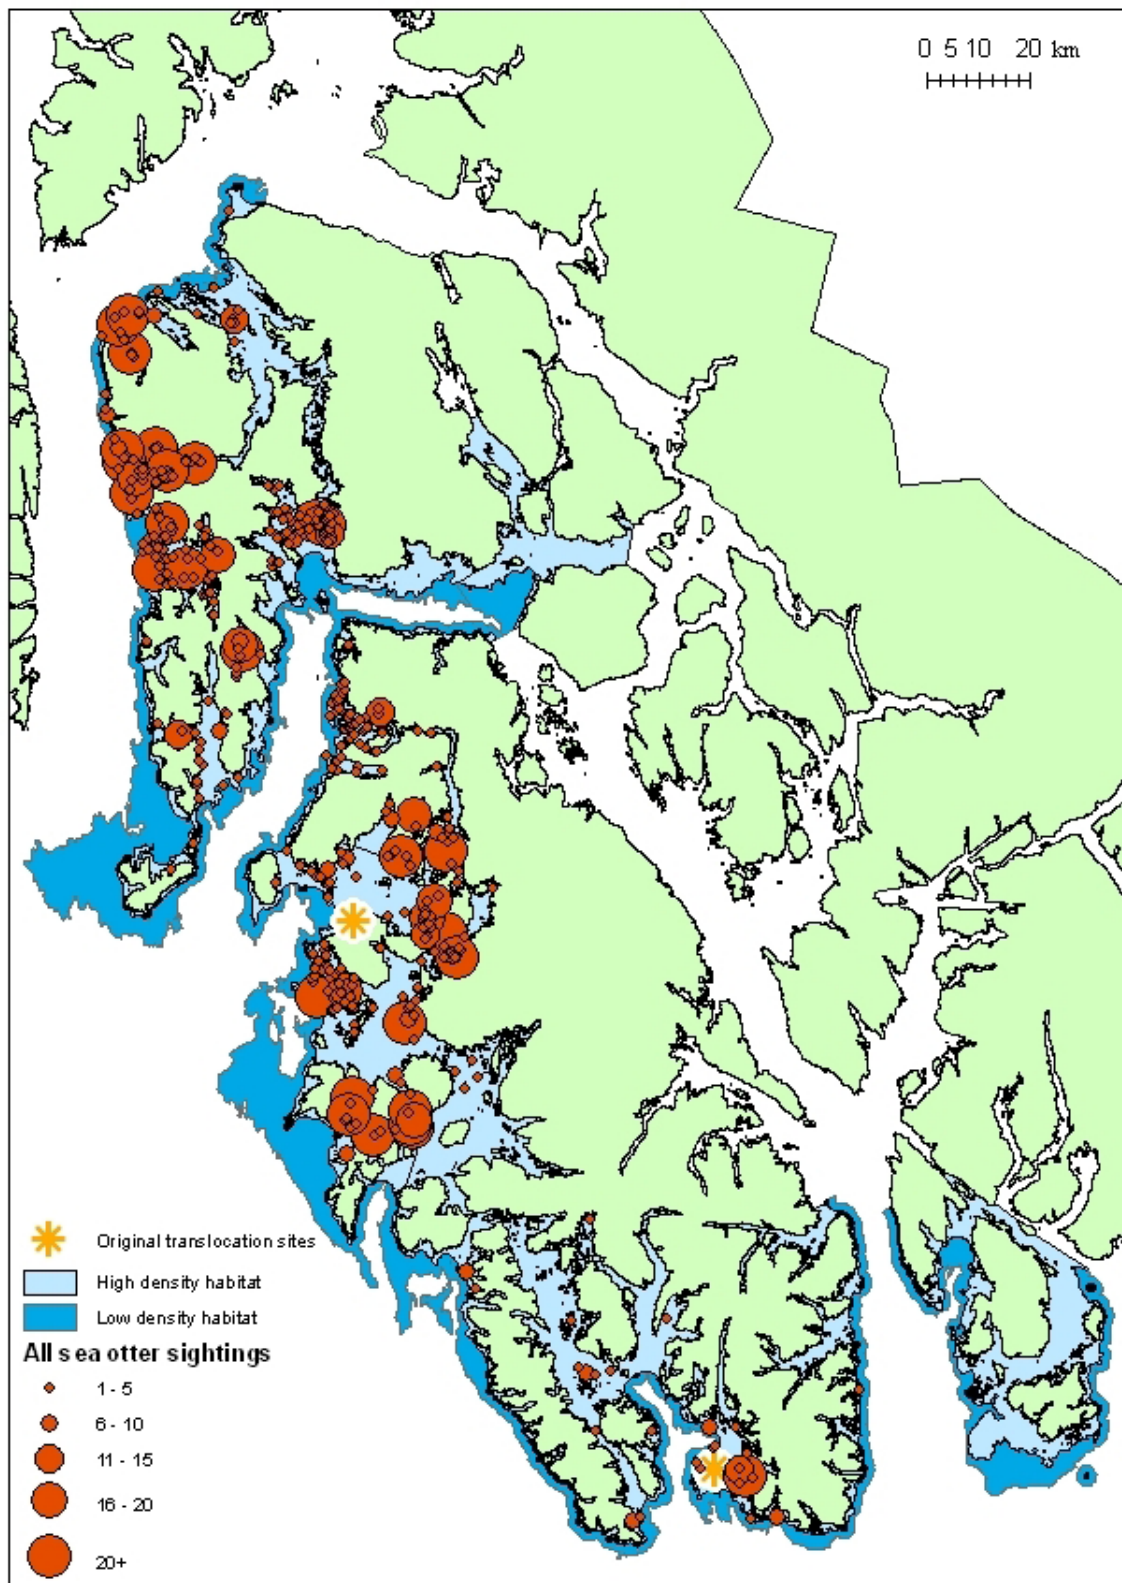 0 5 10 20 km
Original translocation sites
High density habitat
Low density habitat
All sea otter sightings
1 - 5
6 - 10
11 - 15
16 - 20
20+